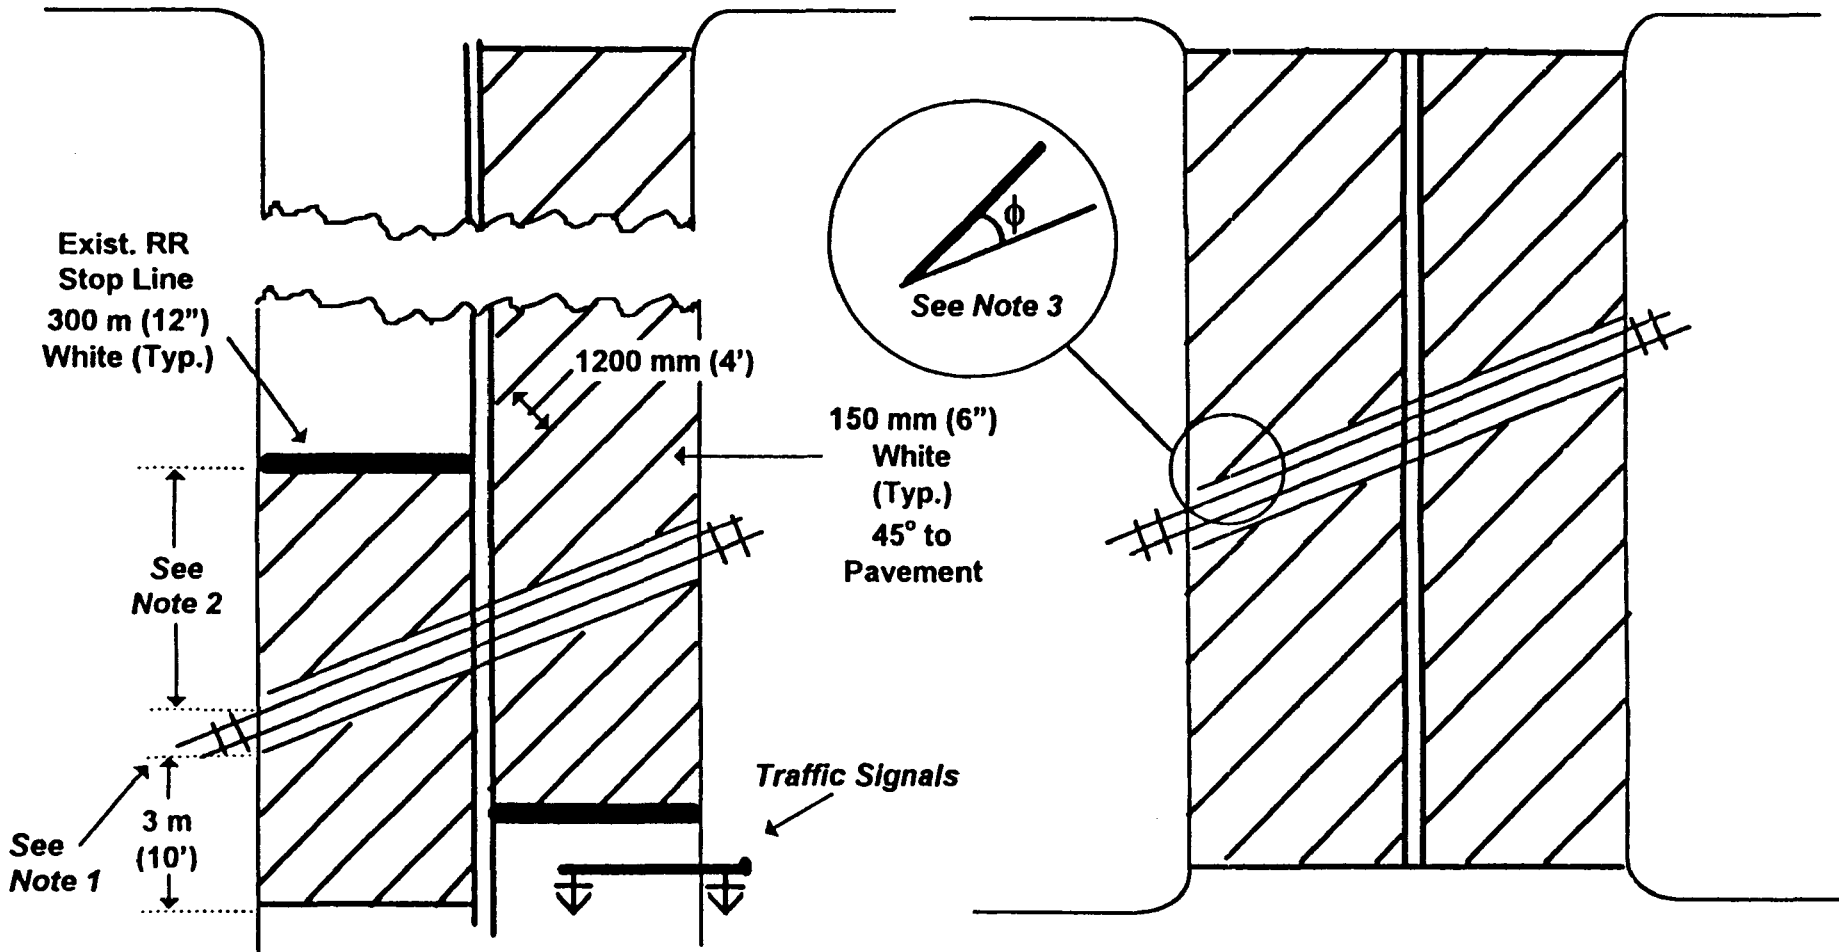 Exist. RR
Stop Line
300 m (12")
White (Typ.)
1200 mm (4')
See
Note 2
See
Note 1
3 m
(10')
Traffic Signals
150 mm (6")
White
(Typ.)
45° to
Pavement
ϕ
See Note 3